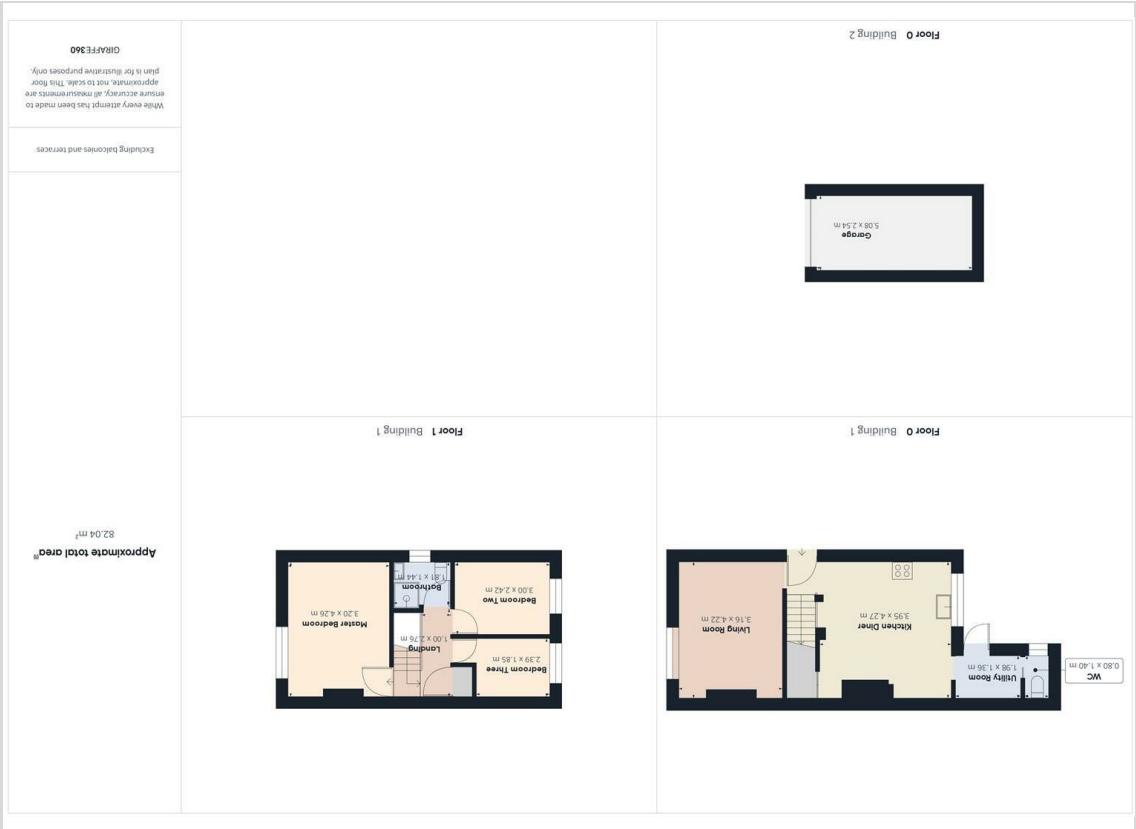 WC
0.80 x 1.40 m
Utility Room
1.98 x 1.36 m
Kitchen Diner
3.95 x 4.27 m
Living Room
3.16 x 4.22 m
Floor 0 Building 1
Bedroom Three
2.39 x 1.85 m
Bedroom Two
3.00 x 2.42 m
Landing
1.00 x 2.76 m
Bathroom
1.81 x 1.44 m
Master Bedroom
3.20 x 4.26 m
Floor 1 Building 1
Garage
5.08 x 2.54 m
Floor 0 Building 2
Approximate total area
82.04 m²
Excluding balconies and terraces
While every attempt has been made to
ensure accuracy, all measurements are
approximate, not to scale. This floor
plan is for illustrative purposes only.
GIRAFFE360